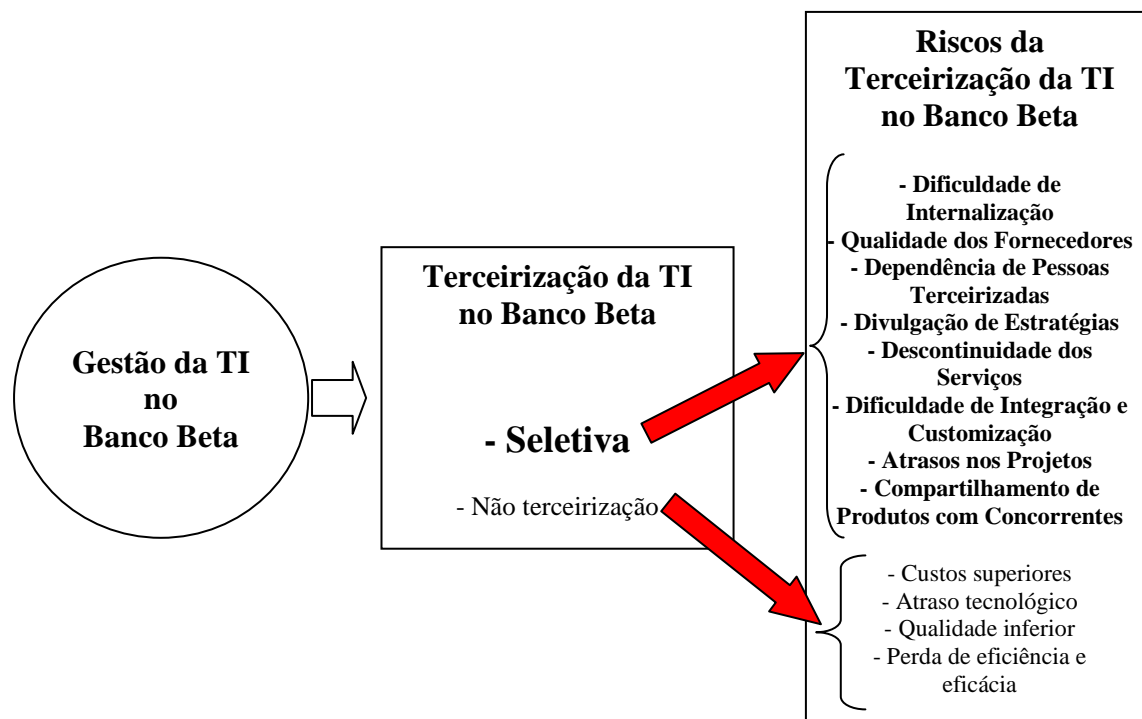 Gestão da TI
no
Banco Beta
Terceirização da TI
no Banco Beta
- Seletiva
- Não terceirização
Riscos da
Terceirização da TI
no Banco Beta
- Dificuldade de
Internalização
- Qualidade dos Fornecedores
- Dependência de Pessoas
Terceirizadas
- Divulgação de Estratégias
- Descontinuidade dos
Serviços
- Dificuldade de Integração e
Customização
- Atrasos nos Projetos
- Compartilhamento de
Produtos com Concorrentes
- Custos superiores
- Atraso tecnológico
- Qualidade inferior
- Perda de eficiência e
eficácia